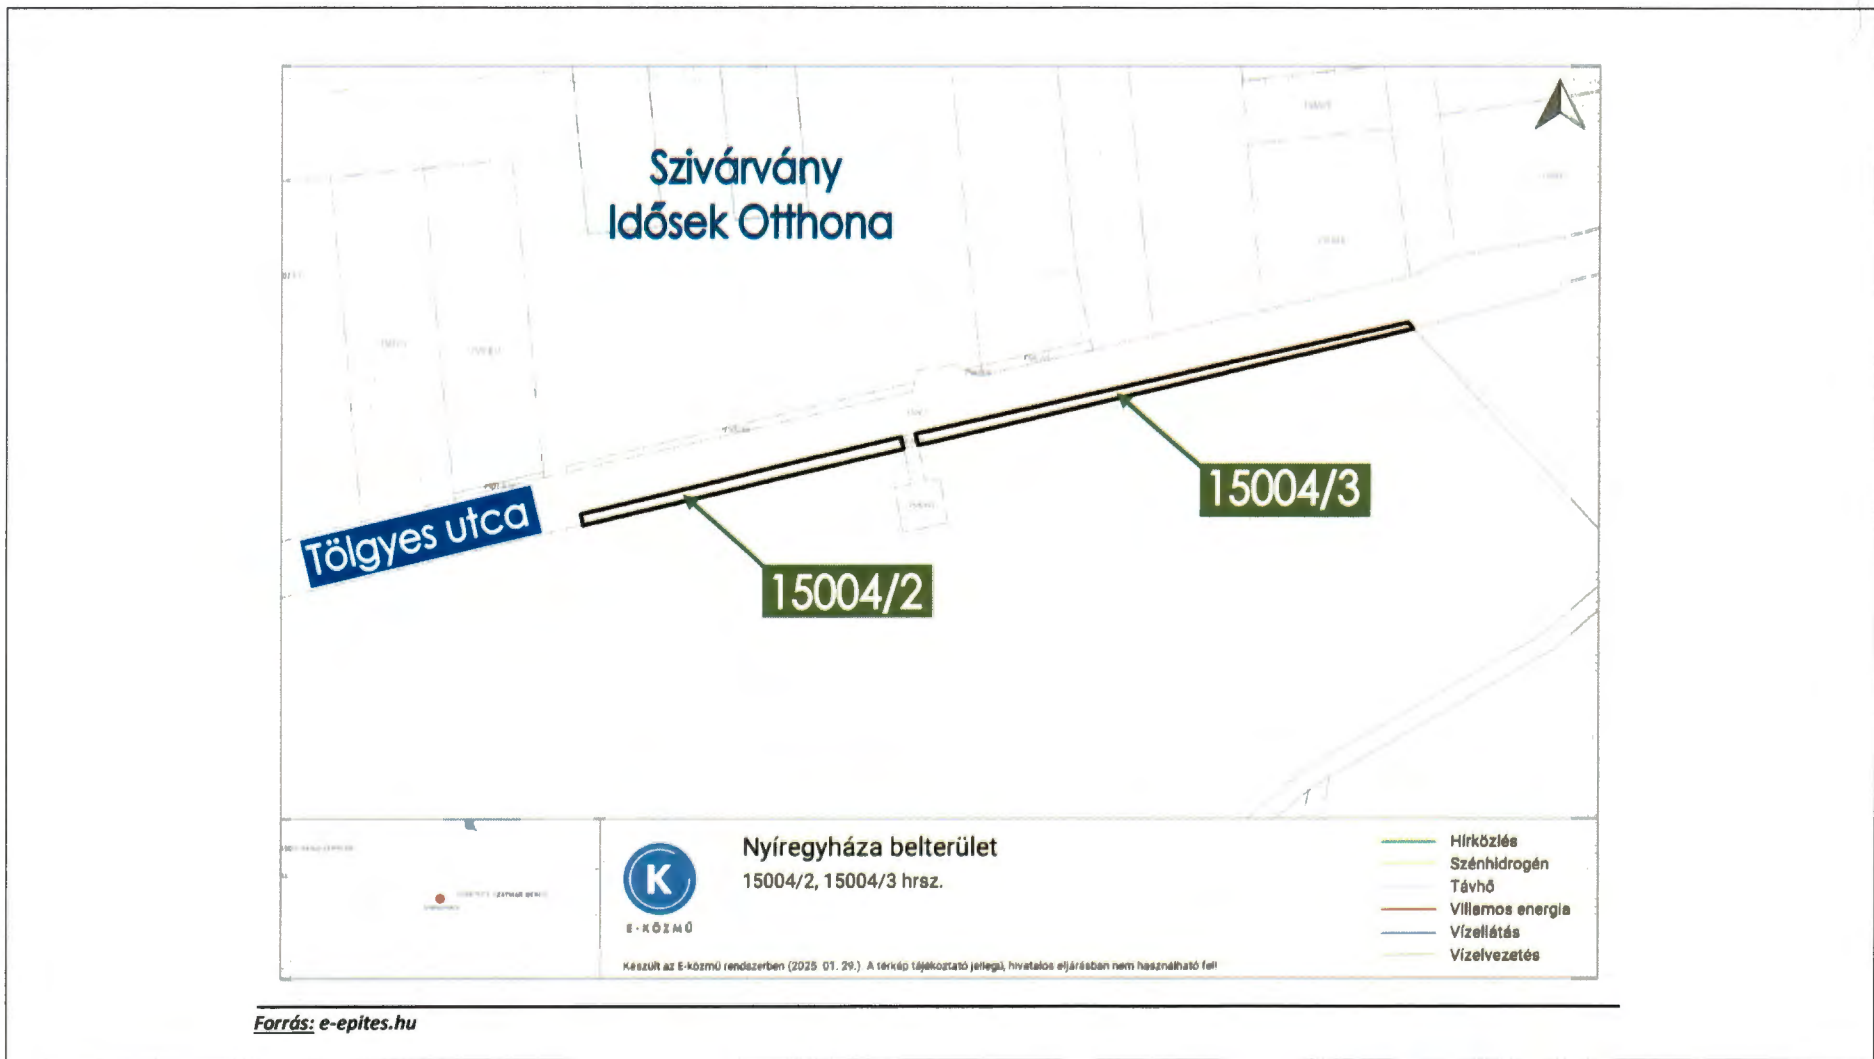 Szivárvány
Idősek Otthona
15004/3
Tölgyes utca
15004/2
K
E-KÖZMŰ
Nyíregyháza belterület
15004/2, 15004/3 hrsz.
Készült az E-közmű rendszerben (2025. 01. 29.) A térkép tájékoztató jellegű, hivatalos eljárásban nem használható fel!
Hírközlés
Szénhidrogén
Távhő
Villamos energia
Vízellátás
Vízelvezetés
Forrás: e-epites.hu